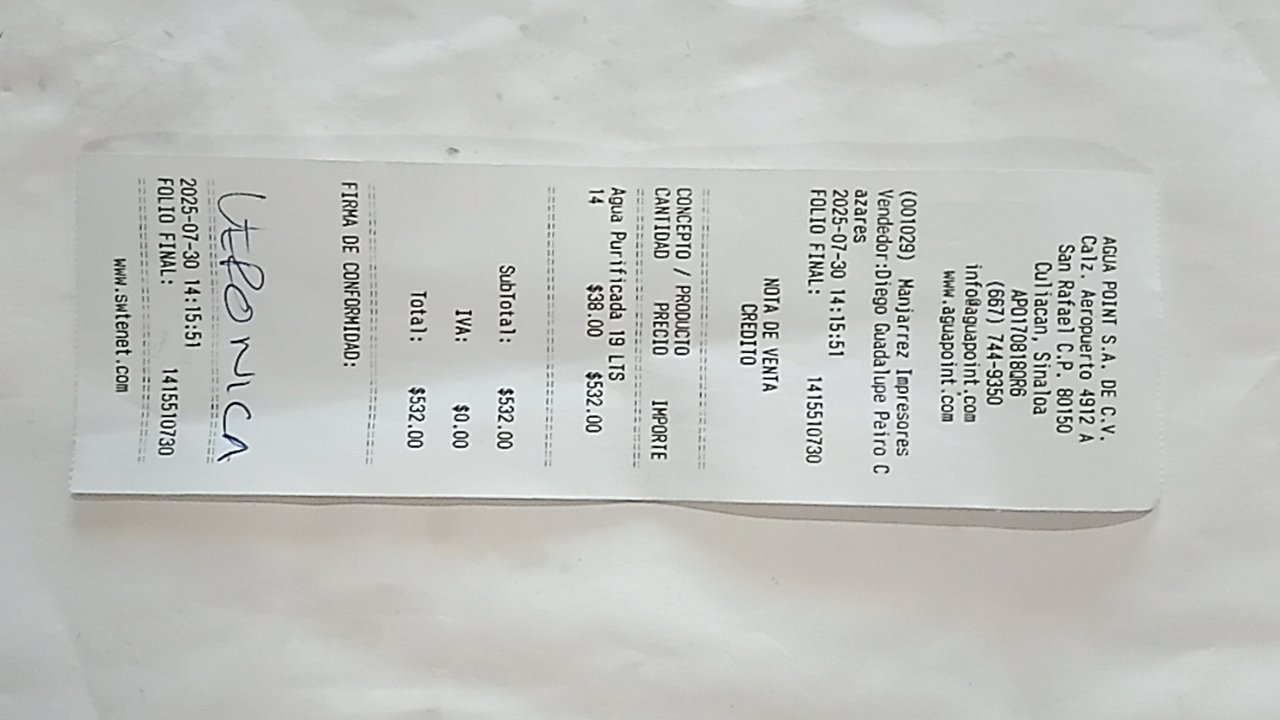 AGUA POINT S.A. DE C.V.
Calz. Aeropuerto 4912 A
San Rafael C.P. 80150
Culiacan, Sinaloa
APO170818QR6
(667) 744-9350
info@aguapoint.com
www.aguapoint.com
(001029) Manjarrez Impresores
Vendedor:Diego Guadalupe Peiro C
azares
2025-07-30 14:15:51
FOLIO FINAL: 1415510730
NOTA DE VENTA
CREDITO
CONCEPTO / PRODUCTO
CANTIDAD PRECIO IMPORTE
Agua Purificada 19 LTS
14 $38.00 $532.00
SubTotal: $532.00
IVA: $0.00
Total: $532.00
FIRMA DE CONFORMIDAD:
2025-07-30 14:15:51
FOLIO FINAL: 1415510730
www.swtenet.com